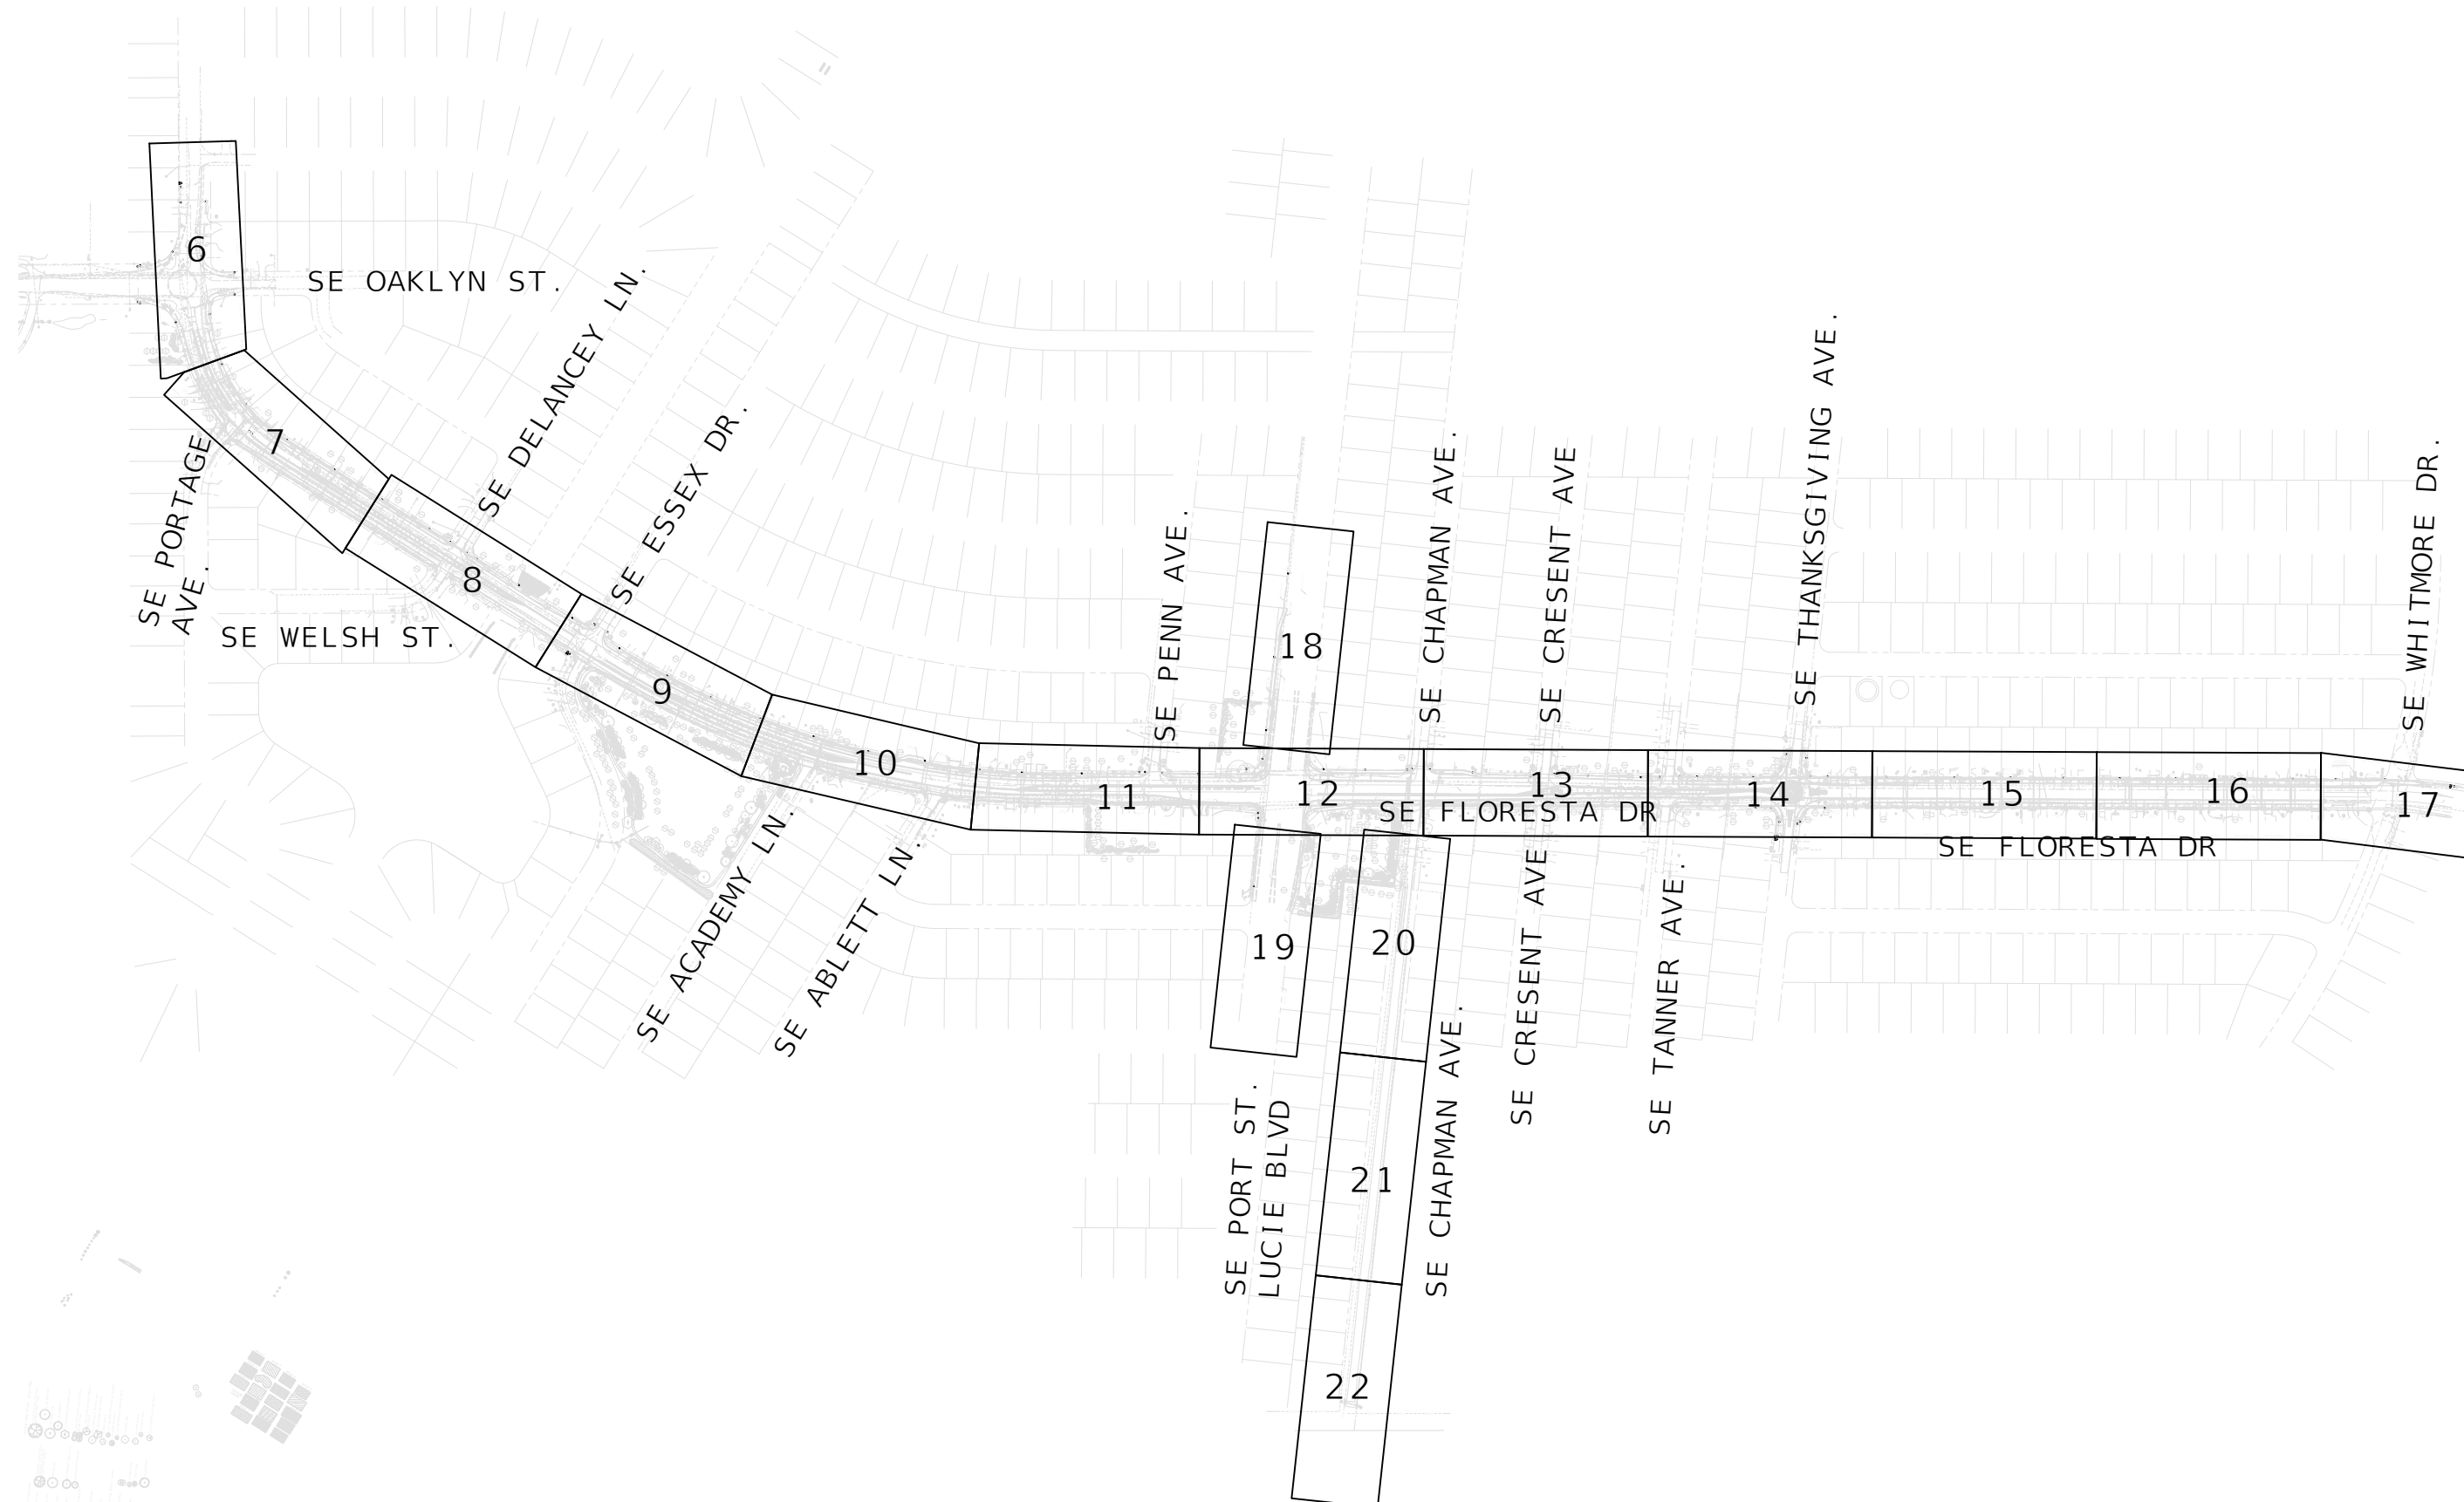 6
SE OAKLYN ST.
SE DELANCEY LN.
7
SE PORTAGE
AVE.
SE ESSEX DR.
8
SE WELSH ST.
9
10
SE ACADEMY LN.
SE ABLETT LN.
11
SE PENN AVE.
18
12
SE CHAPMAN AVE.
SE CRESENT AVE
13
SE FLORESTA DR
14
SE THANKSGIVING AVE.
15
16
SE WHITMORE DR.
17
SE FLORESTA DR
19
20
SE CRESENT AVE
SE TANNER AVE.
SE PORT ST.
LUCIE BLVD
21
SE CHAPMAN AVE.
22